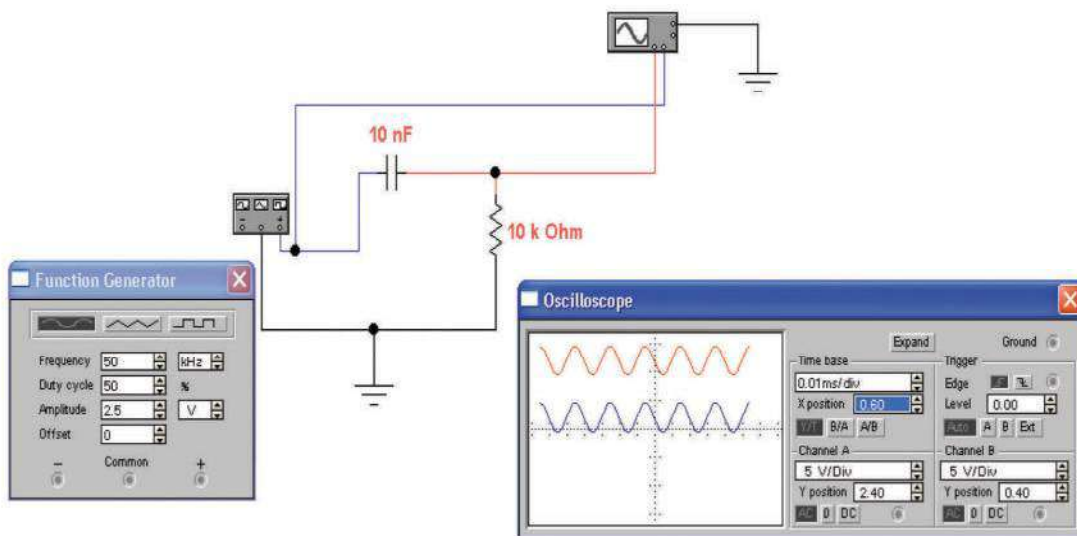 10 nF
10 k Ohm
- +
Function Generator
Frequency 50 kHz
Duty cycle 50 %
Amplitude 2.5 V
Offset 0
- Common +
Oscilloscope
Expand Ground
Time base
0.01ms/div
X position 0.60
Y/T B/A A/B
Trigger
Edge
Level 0.00
Auto A B Ext
Channel A
5 V/Div
Y position 2.40
AC 0 DC
Channel B
5 V/Div
Y position 0.40
AC 0 DC